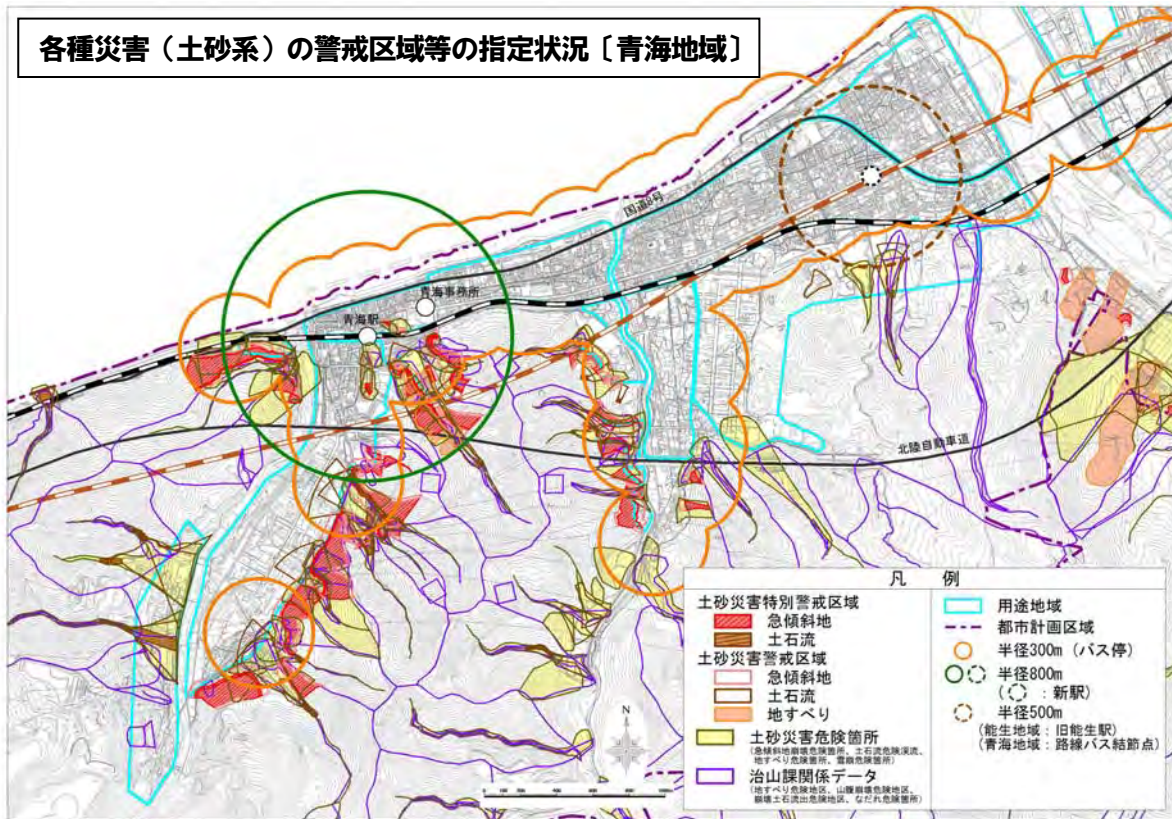 各種災害（土砂系）の警戒区域等の指定状況〔青海地域〕
国道8号
青海事務所
青海駅
北陸自動車道
凡　例
土砂災害特別警戒区域
急傾斜地
土石流
土砂災害警戒区域
急傾斜地
土石流
地すべり
土砂災害危険箇所
（急傾斜地崩壊危険箇所、土石流危険渓流、
地すべり危険箇所、雪崩危険箇所）
治山課関係データ
（地すべり危険地区、山腹崩壊危険地区、
崩壊土石流出危険地区、なだれ危険箇所）
用途地域
都市計画区域
半径300m（バス停）
半径800m
（　：新駅）
半径500m
（能生地域：旧能生駅）
（青海地域：路線バス結節点）
N